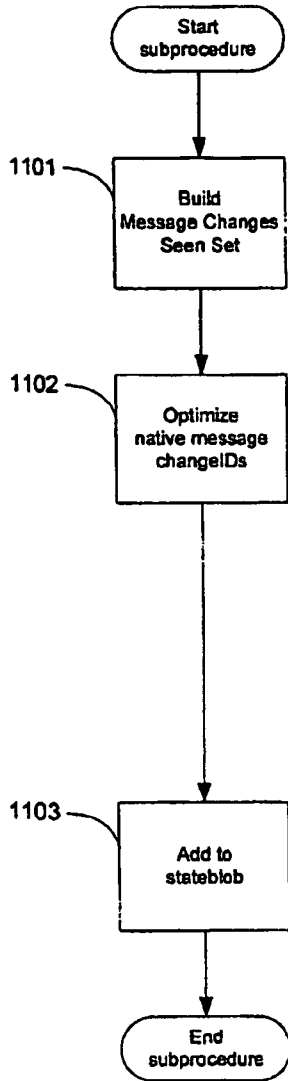 Start
subprocedure
1101
Build
Message Changes
Seen Set
1102
Optimize
native message
changeIDs
1103
Add to
stateblob
End
subprocedure